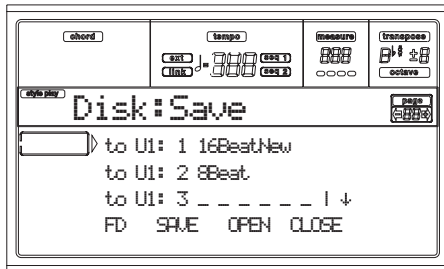 chord tempo measure transpose
ext seq 1
link seq 2
octave
style play Disk:Save page
to U1: 1 16BeatNew
to U1: 2 8Beat
to U1: 3 _ _ _ _ _ _ | ↓
FD SAVE OPEN CLOSE